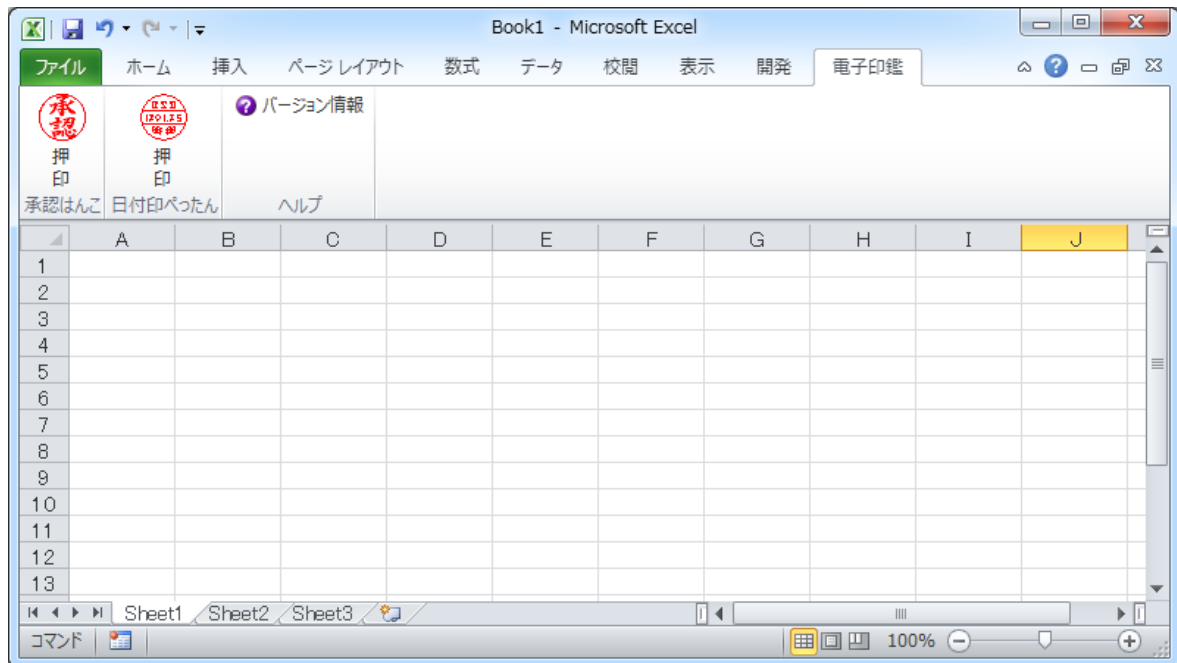 Book1 - Microsoft Excel
ファイル ホーム 挿入 ページ レイアウト 数式 データ 校閲 表示 開発 電子印鑑
承認
バージョン情報
押印 押印
承認はんこ 日付印ぺったん ヘルプ
A B C D E F G H I J
1
2
3
4
5
6
7
8
9
10
11
12
13
Sheet1 Sheet2 Sheet3
コマンド 100%